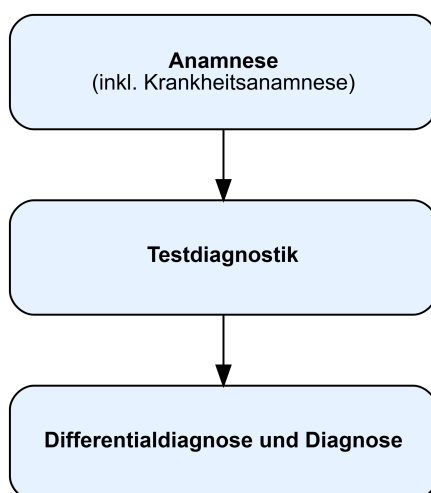 Anamnese
(inkl. Krankheitsanamnese)
Testdiagnostik
Differentialdiagnose und Diagnose